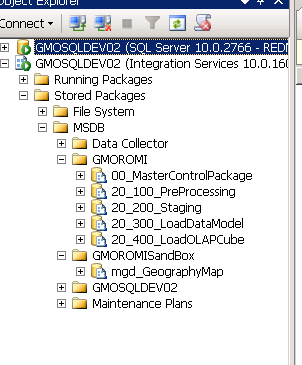 Object Explorer
Connect
GMOSQLDEV02 (SQL Server 10.0.2766 - REDM
GMOSQLDEV02 (Integration Services 10.0.160
Running Packages
Stored Packages
File System
MSDB
Data Collector
GMOROMI
00_MasterControlPackage
20_100_PreProcessing
20_200_Staging
20_300_LoadDataModel
20_400_LoadOLAPCube
GMOROMISandBox
mgd_GeographyMap
GMOSQLDEV02
Maintenance Plans